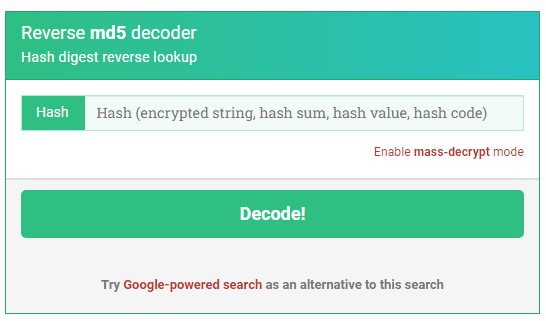 Reverse md5 decoder
Hash digest reverse lookup
Hash Hash (encrypted string, hash sum, hash value, hash code)
Enable mass-decrypt mode
Decode!
Try Google-powered search as an alternative to this search